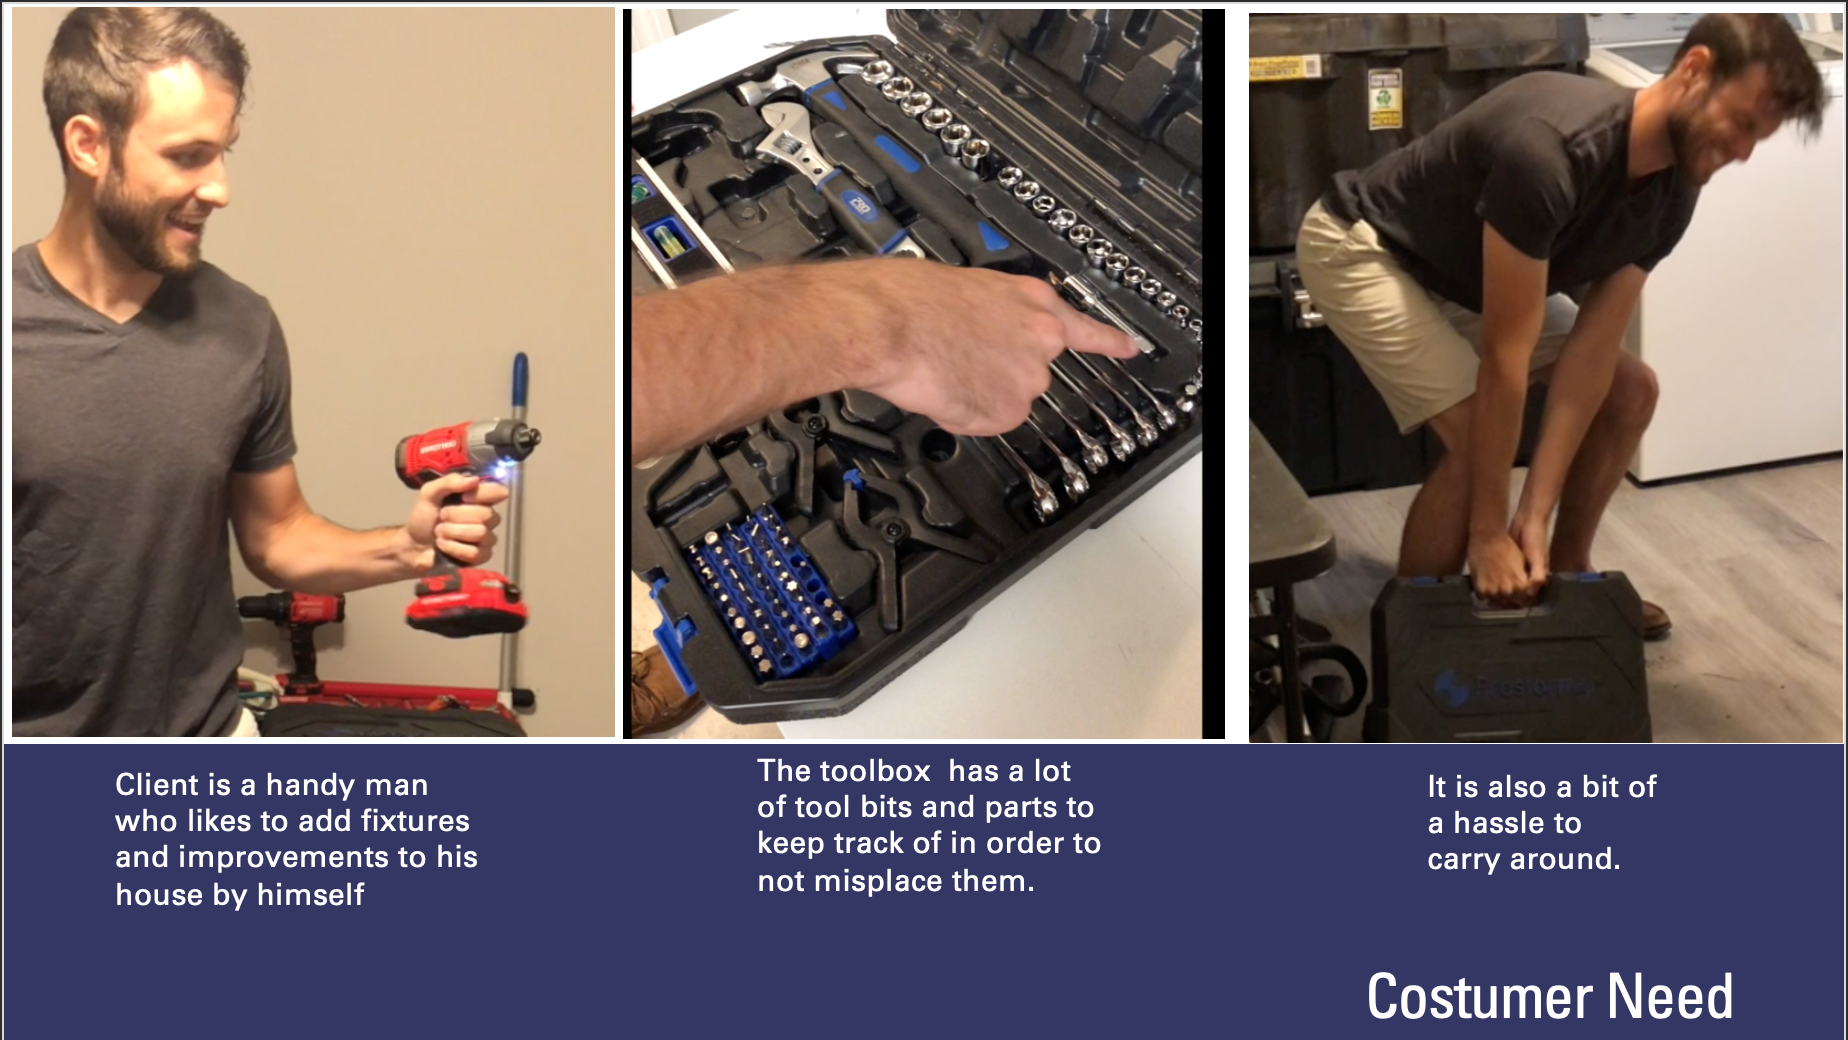 Client is a handy man
who likes to add fixtures
and improvements to his
house by himself
The toolbox has a lot
of tool bits and parts to
keep track of in order to
not misplace them.
It is also a bit of
a hassle to
carry around.
Costumer Need